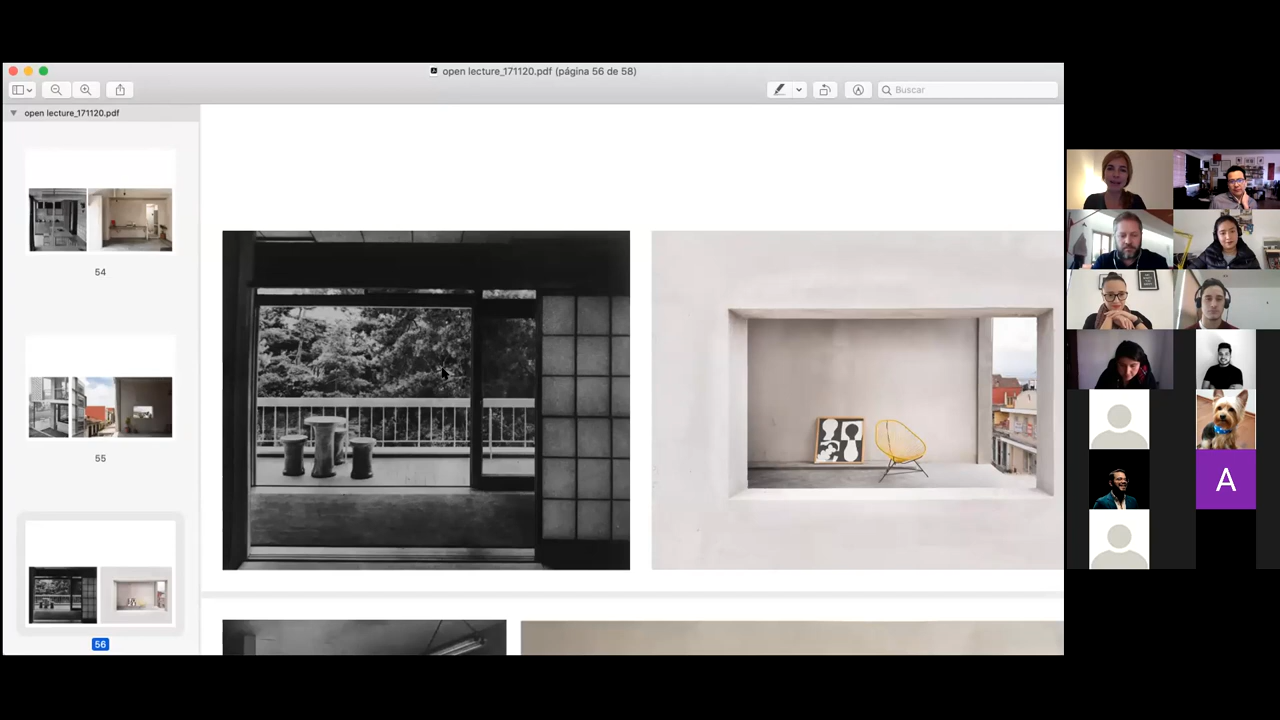 open lecture_171120.pdf (página 56 de 58)
Buscar
open lecture_171120.pdf
54
55
56
A